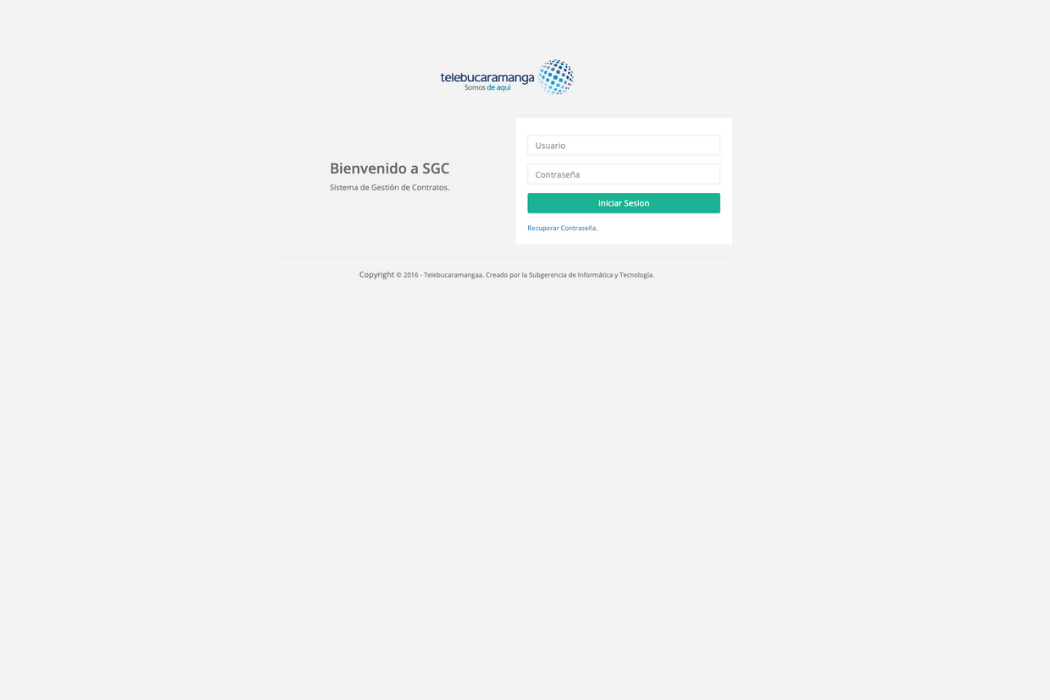 telebucaramanga
Somos de aquí
Bienvenido a SGC
Sistema de Gestión de Contratos.
Usuario
Contraseña
Iniciar Sesion
Recuperar Contraseña.
Copyright © 2016 - Telebucaramangaa, Creado por la Subgerencia de Informática y Tecnología.